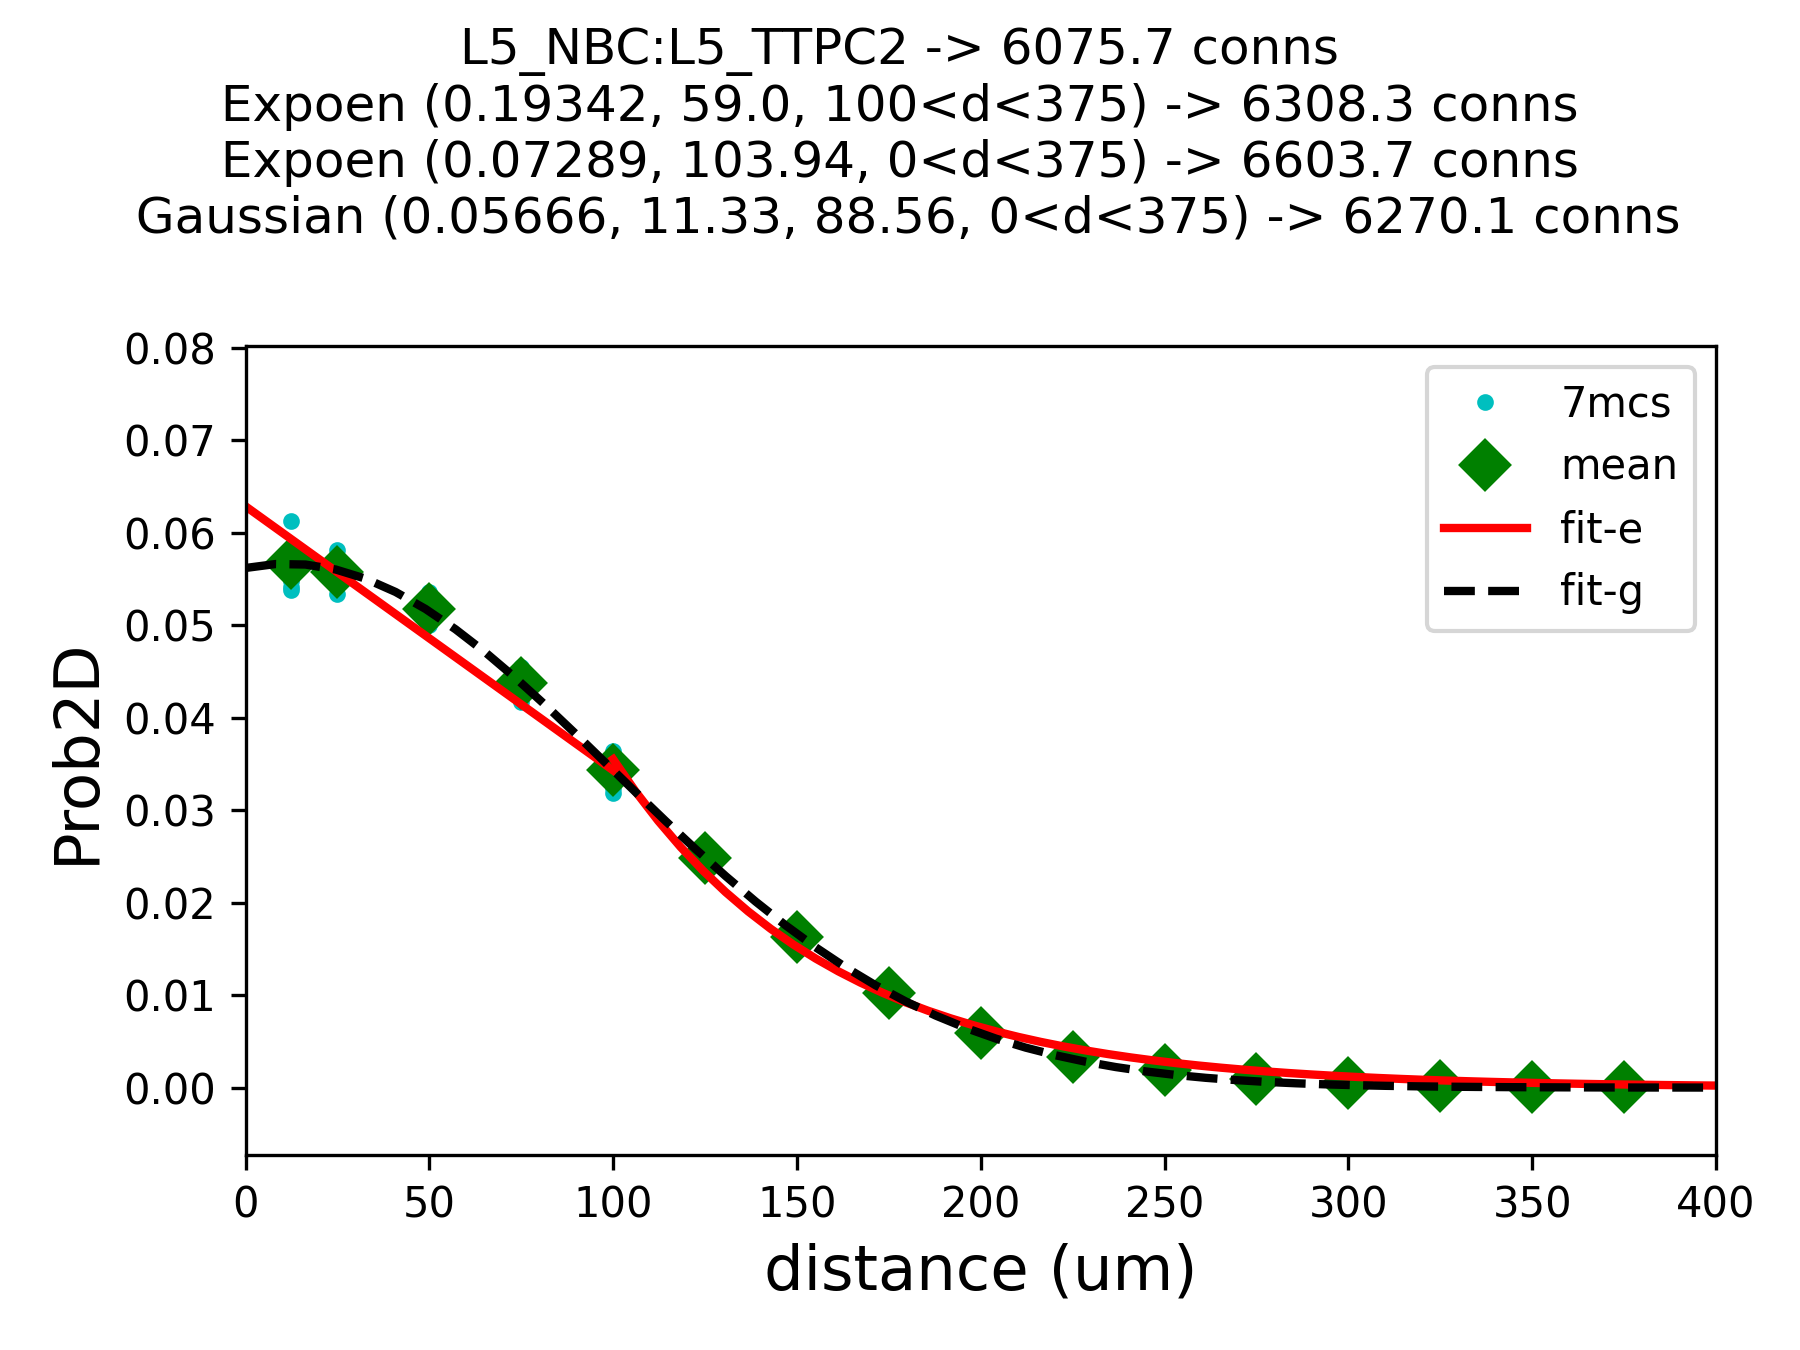 L5_NBC:L5_TTPC2 -> 6075.7 conns
Expoen (0.19342, 59.0, 100<d<375) -> 6308.3 conns
Expoen (0.07289, 103.94, 0<d<375) -> 6603.7 conns
Gaussian (0.05666, 11.33, 88.56, 0<d<375) -> 6270.1 conns
0.08
0.07
0.06
0.05
0.04
0.03
0.02
0.01
0.00
Prob2D
7mcs
mean
fit-e
fit-g
0 50 100 150 200 250 300 350 400
distance (um)